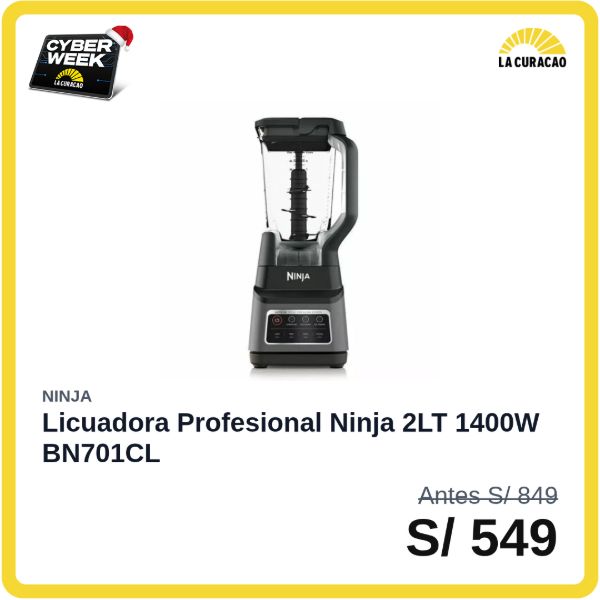 CYBER
WEEK
LA CURACAO
LA CURACAO
NINJA
NINJA
Licuadora Profesional Ninja 2LT 1400W
BN701CL
Antes S/ 849
S/ 549